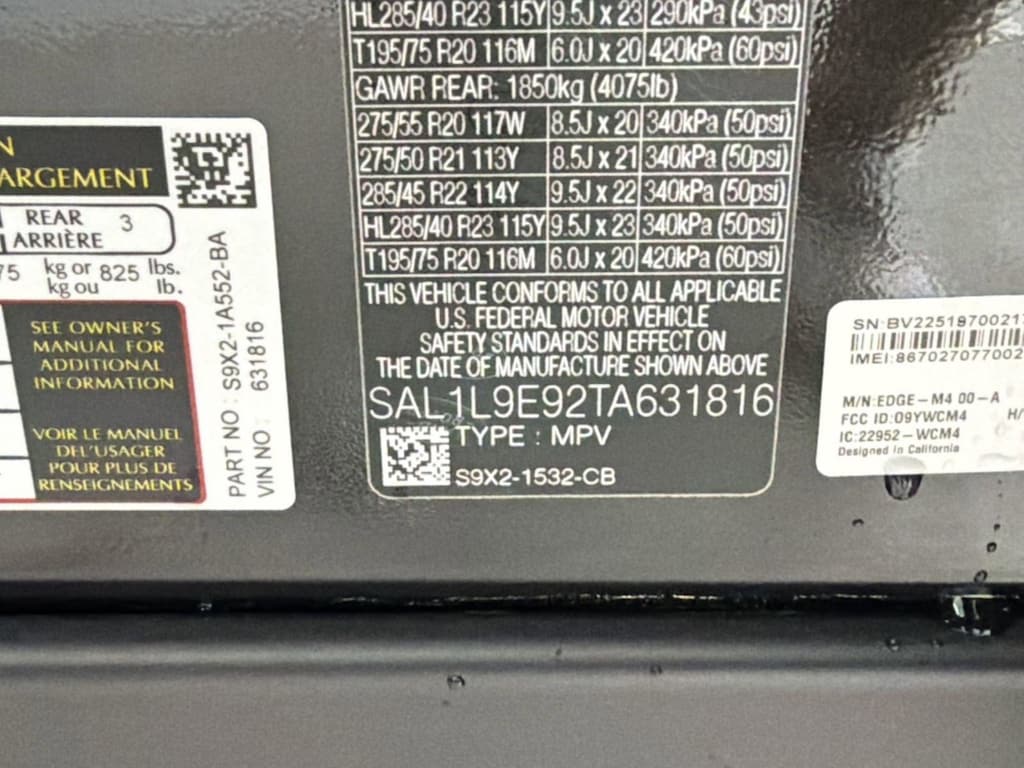 N
ARGEMENT
REAR
ARRIÈRE 3
75 kg or 825 lbs.
kg ou lb.
SEE OWNER'S
MANUAL FOR
ADDITIONAL
INFORMATION
VOIR LE MANUEL
DE L'USAGER
POUR PLUS DE
RENSEIGNEMENTS
PART NO : S9X2-1A5552-BA
VIN NO : 631816
HL285/40 R23 115Y 9.5J x 23 290kPa (43psi)
T195/75 R20 116M 6.0J x 20 420kPa (60psi)
GAWR REAR: 1850kg (4075lb)
275/55 R20 117W 8.5J x 20 340kPa (50psi)
275/50 R21 113Y 8.5J x 21 340kPa (50psi)
285/45 R22 114Y 9.5J x 22 340kPa (50psi)
HL285/40 R23 115Y 9.5J x 23 340kPa (50psi)
T195/75 R20 116M 6.0J x 20 420kPa (60psi)
THIS VEHICLE CONFORMS TO ALL APPLICABLE
U.S. FEDERAL MOTOR VEHICLE
SAFETY STANDARDS IN EFFECT ON
THE DATE OF MANUFACTURE SHOWN ABOVE
SAL1L9E92TA631816
TYPE : MPV
S9X2-1532-CB
SN:BV2251870021
IMEI:867027077002
M/N:EDGE-M4 00-A
FCC ID:O9YWCM4 H/
IC:22952-WCM4
Designed in California